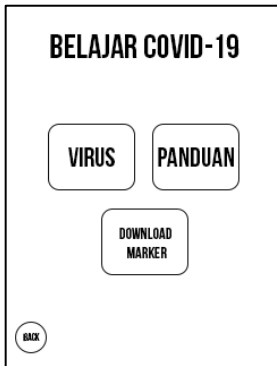 BELAJAR COVID-19
VIRUS
PANDUAN
DOWNLOAD
MARKER
BACK